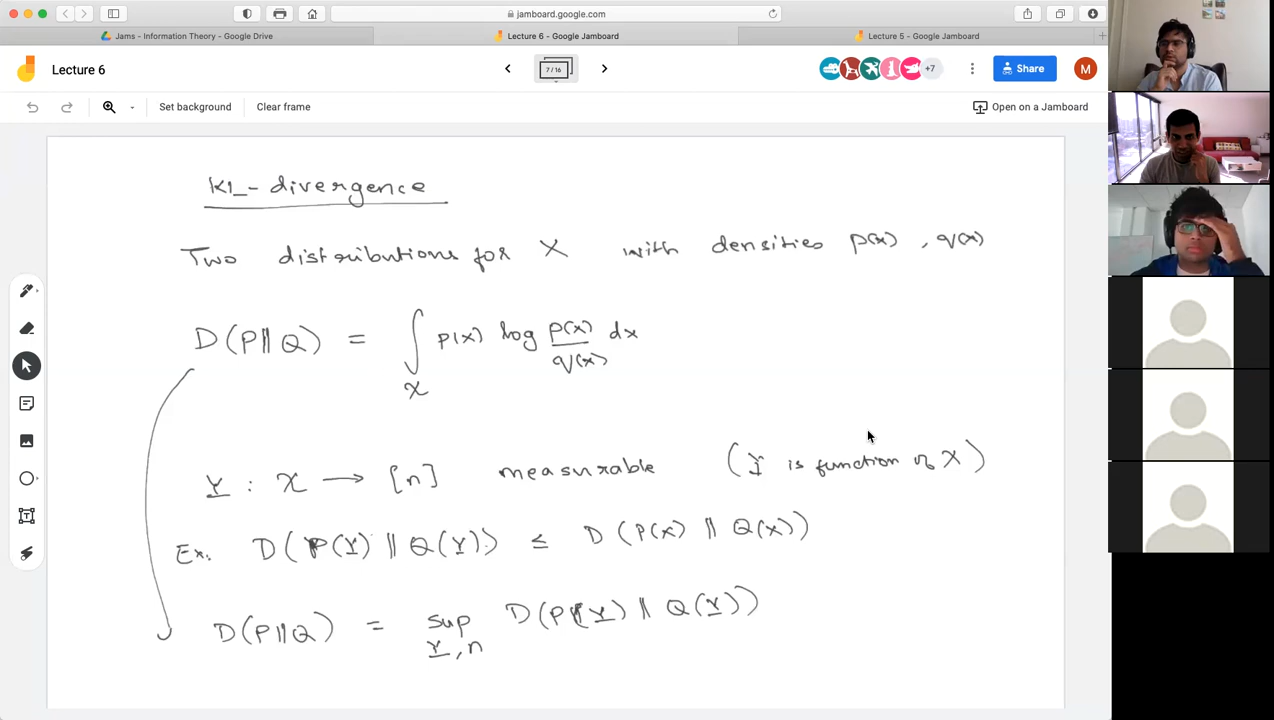 jamboard.google.com
Jams - Information Theory - Google Drive
Lecture 6 - Google Jamboard
Lecture 5 - Google Jamboard
Lecture 6
7 / 16
+7
Share
M
Set background
Clear frame
Open on a Jamboard
KL-divergence
Two distributions for X with densities p(x), q(x)
D(P||Q) = ∫_X p(x) log p(x)/q(x) dx
Y : X → [n] measurable (Y is function of X)
Ex: D(P(Y) || Q(Y)) ≤ D(P(X) || Q(X))
D(P||Q) = sup_{Y,n} D(P(Y) || Q(Y))